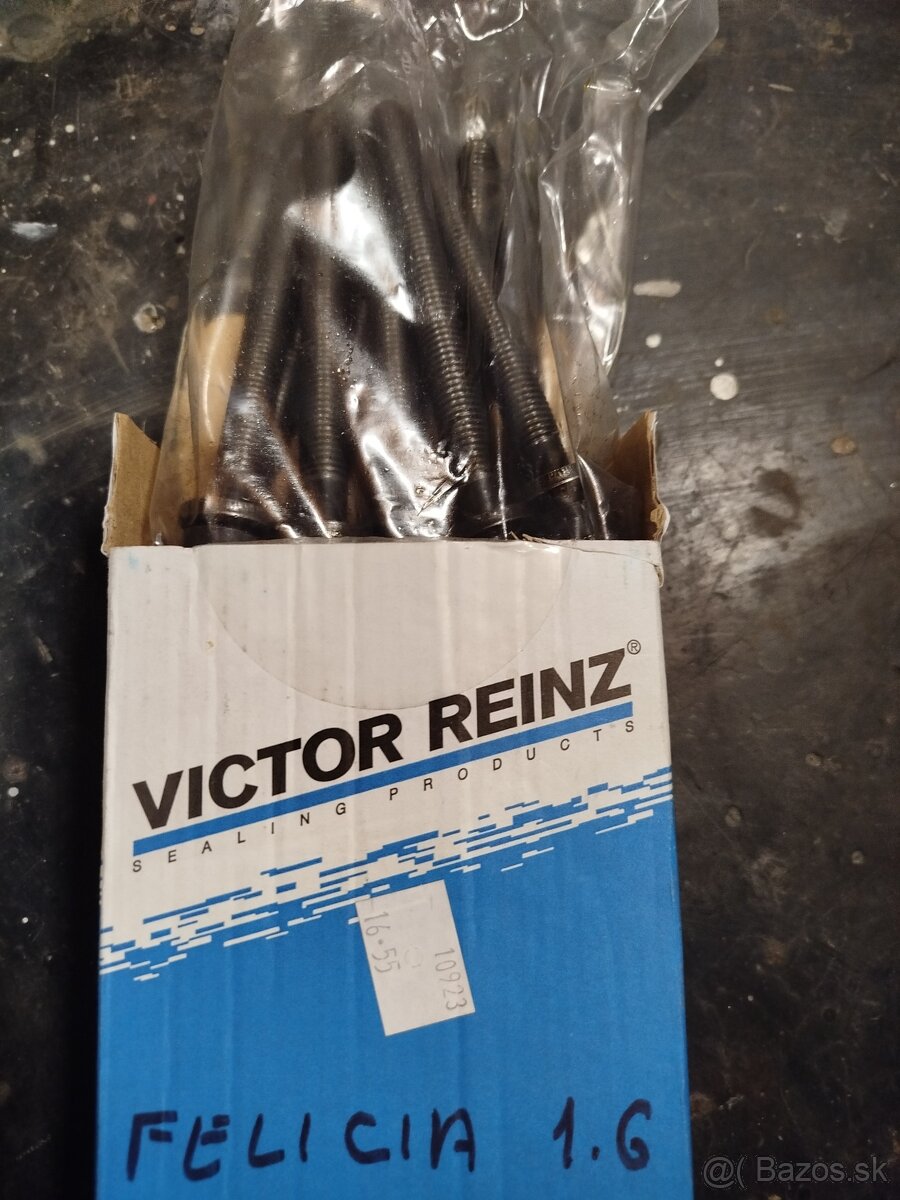 VICTOR REINZ®
SEALING PRODUCTS
16.55
10923
FELICIA 1.6
@( Bazos.sk